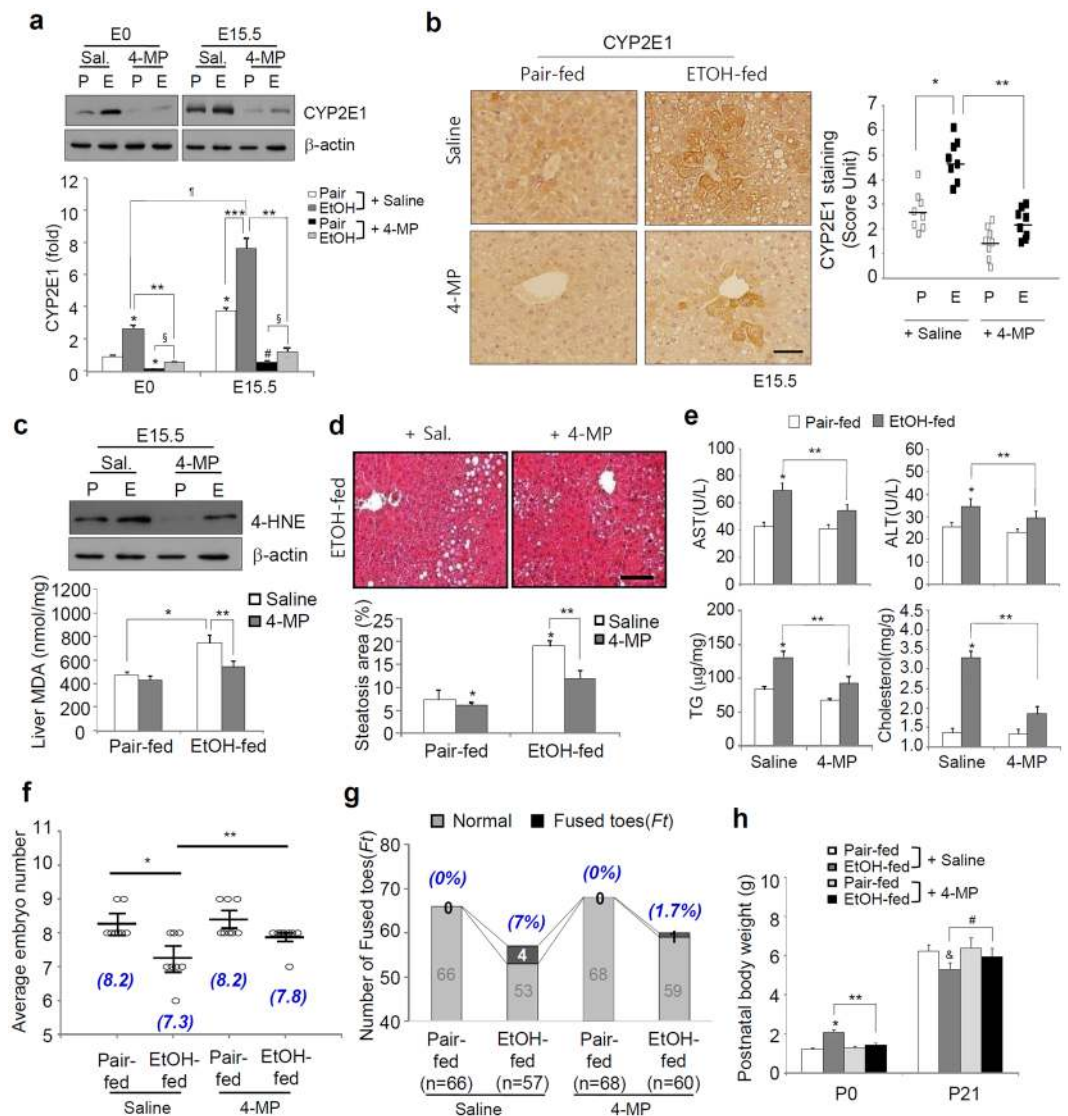 a
E0
E15.5
Sal.
4-MP
Sal.
4-MP
P
E
P
E
P
E
P
E
CYP2E1
β-actin
12
10
8
6
4
2
0
CYP2E1 (fold)
Pair
EtOH
+ Saline
Pair
EtOH
+ 4-MP
¶
***
**
**
*
§
*
*
#
§
E0
E15.5
b
CYP2E1
Pair-fed
ETOH-fed
Saline
4-MP
E15.5
CYP2E1 staining
(Score Unit)
7
6
5
4
3
2
1
0
*
**
P
E
P
E
+ Saline
+ 4-MP
c
E15.5
Sal.
4-MP
P
E
P
E
4-HNE
β-actin
Liver MDA (nmol/mg)
1200
1000
800
600
400
200
0
Saline
4-MP
*
**
Pair-fed
EtOH-fed
d
+ Sal.
+ 4-MP
ETOH-fed
Steatosis area (%)
25
20
15
10
5
0
Saline
4-MP
*
*
**
Pair-fed
EtOH-fed
e
Pair-fed
EtOH-fed
AST(U/L)
100
80
60
40
20
0
*
**
ALT(U/L)
60
50
40
30
20
10
0
*
**
TG (µg/mg)
200
150
100
50
0
*
**
Saline
4-MP
Cholesterol(mg/g)
4.0
3.5
3.0
2.5
2.0
1.5
1.0
*
**
Saline
4-MP
f
Average embryo number
11
10
9
8
7
6
5
*
**
(8.2)
(7.3)
(8.2)
(7.8)
Pair-
fed
EtOH-
fed
Pair-
fed
EtOH-
fed
Saline
4-MP
g
Normal
Fused toes(Ft)
Number of Fused toes(Ft)
80
70
60
50
40
(0%)
(7%)
(0%)
(1.7%)
0
4
0
1
66
53
68
59
Pair-
fed
(n=66)
EtOH-
fed
(n=57)
Pair-
fed
(n=68)
EtOH-
fed
(n=60)
Saline
4-MP
h
Pair-fed
EtOH-fed
+ Saline
Pair-fed
EtOH-fed
+ 4-MP
Postnatal body weight (g)
10
8
6
4
2
0
*
**
&
#
P0
P21